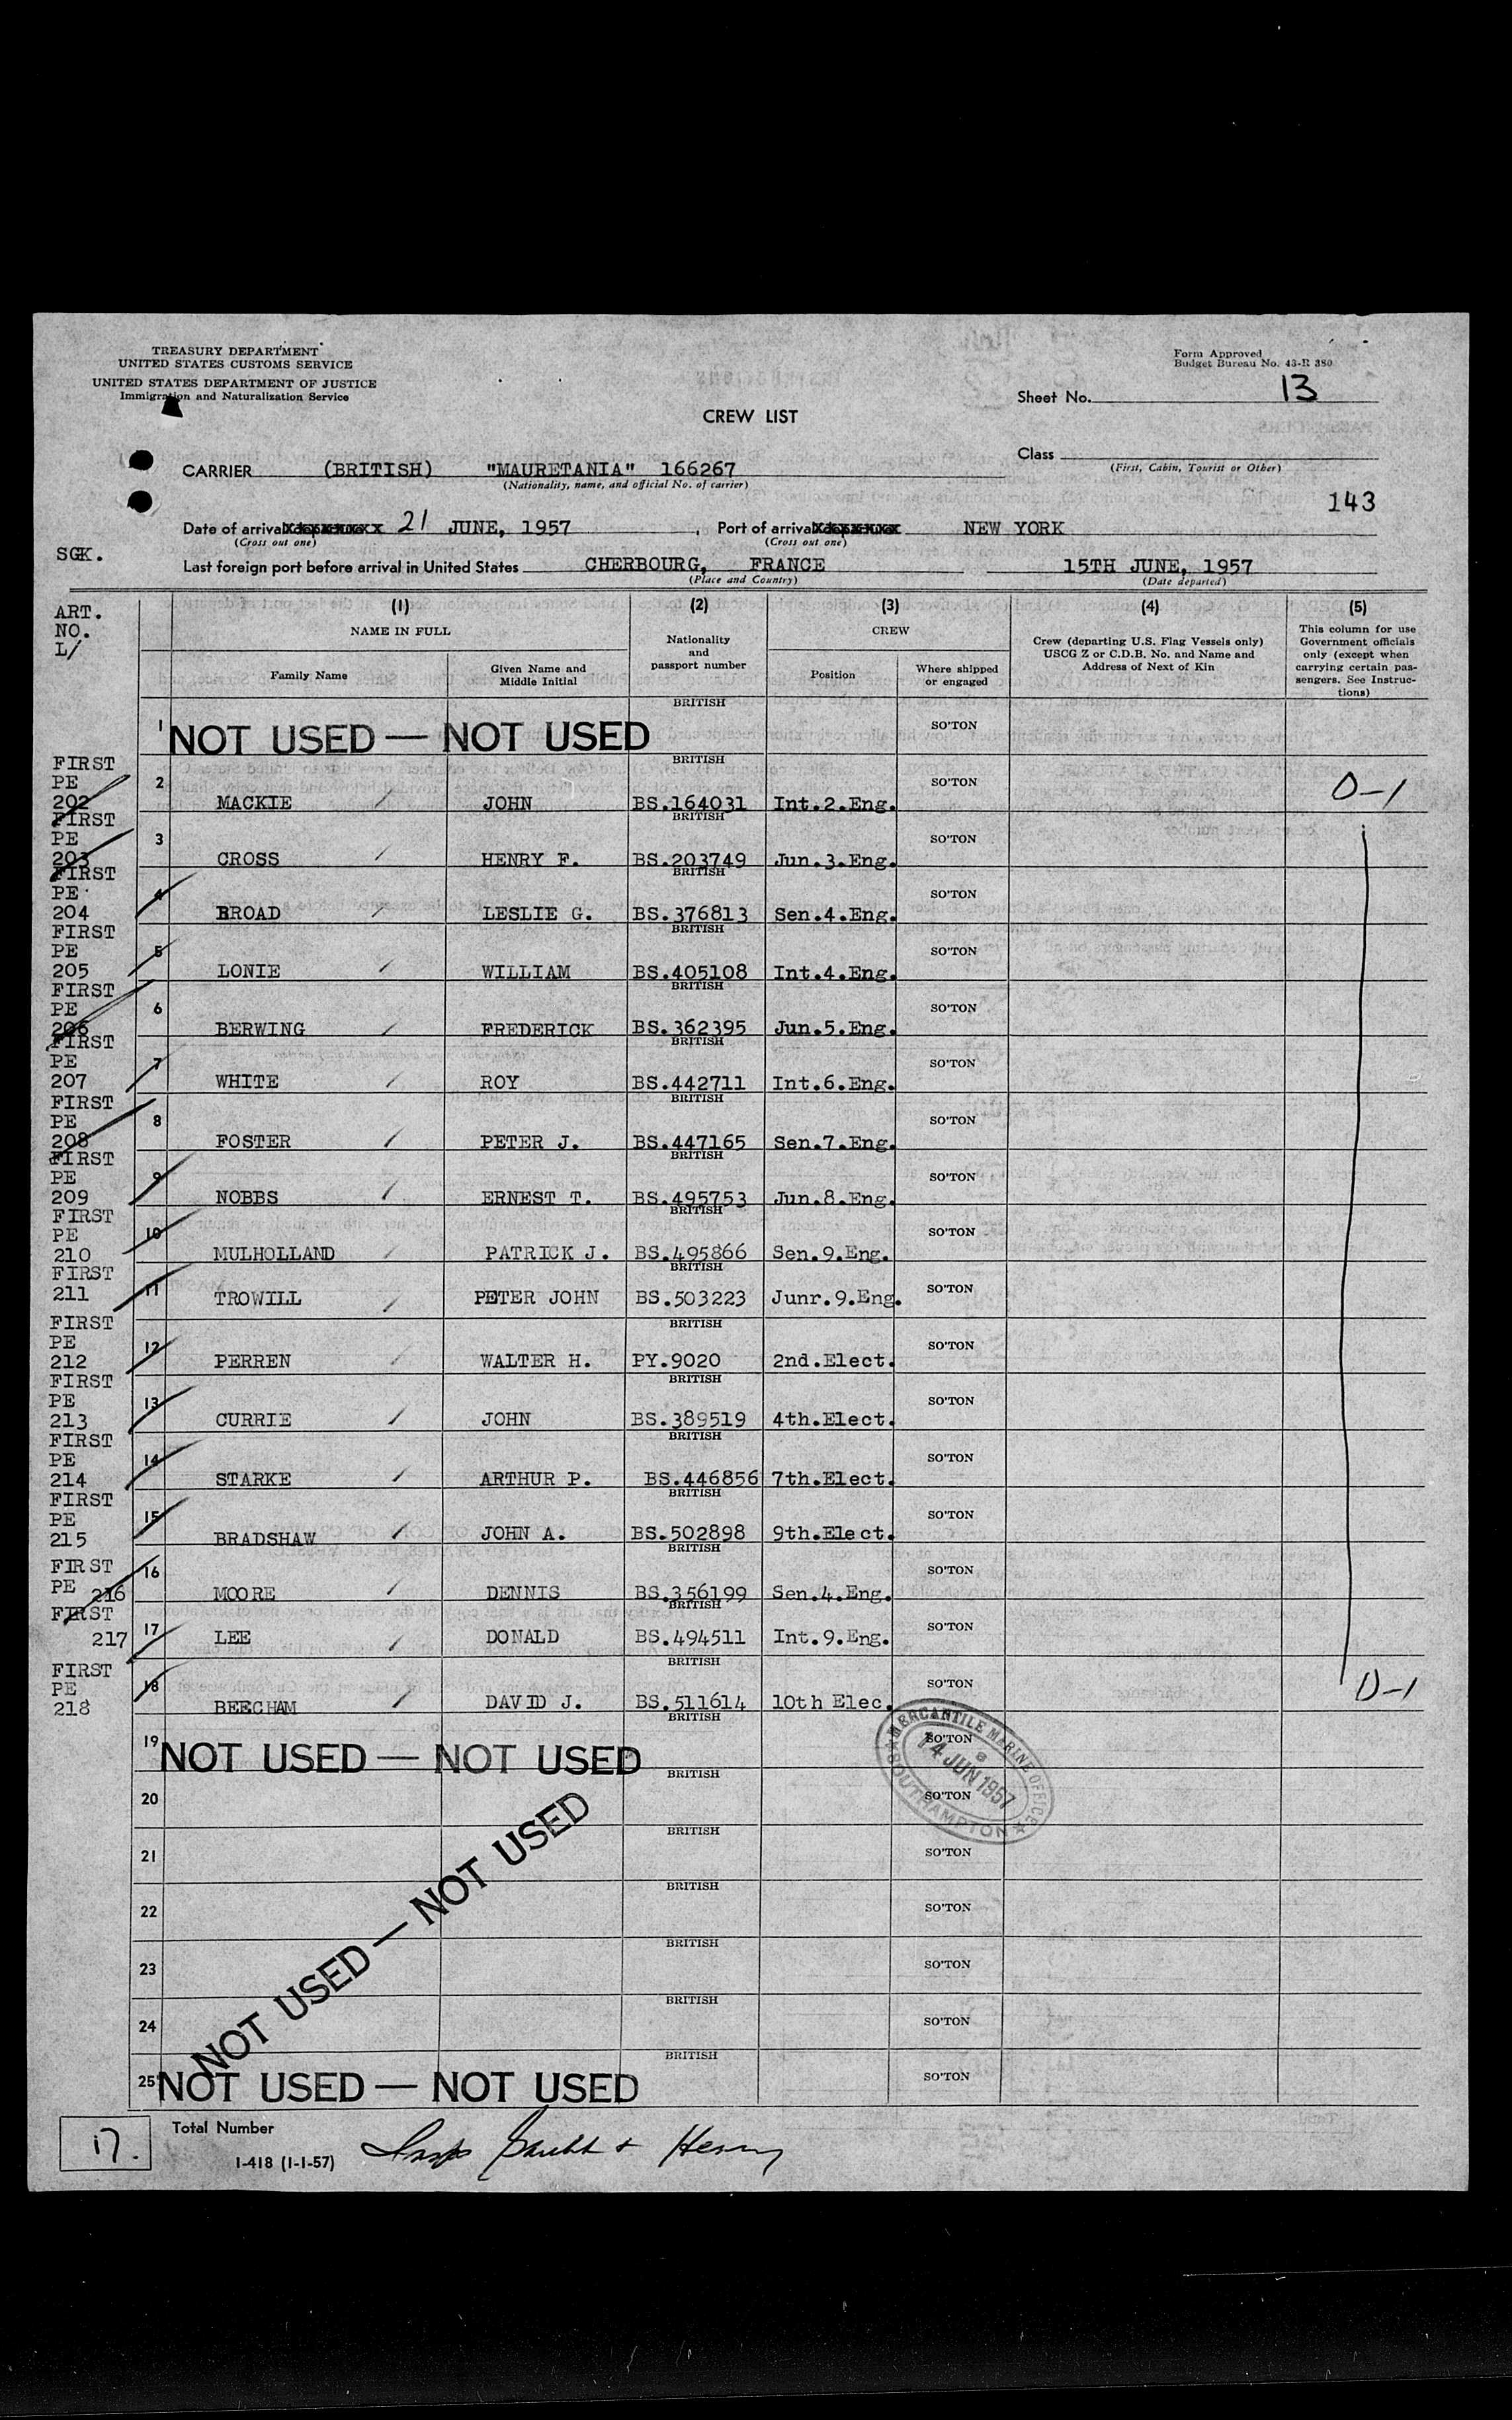 TREASURY DEPARTMENT
UNITED STATES CUSTOMS SERVICE
UNITED STATES DEPARTMENT OF JUSTICE
Immigration and Naturalization Service
Form Approved
Budget Bureau No. 43-R 380
Sheet No. 13
CREW LIST
Class
(First, Cabin, Tourist or Other)
CARRIER (BRITISH) "MAURETANIA" 166267
(Nationality, name, and official No. of carrier)
143
Date of arrival 21 JUNE, 1957, Port of arrival NEW YORK
(Cross out one) (Cross out one)
SGK.
Last foreign port before arrival in United States CHERBOURG, FRANCE 15TH JUNE, 1957
(Place and Country) (Date departed)
ART. NO. L/
(1) (2) (3) (4) (5)
NAME IN FULL
Family Name
Given Name and Middle Initial
Nationality and passport number
CREW
Position
Where shipped or engaged
Crew (departing U.S. Flag Vessels only) USCG Z or C.D.B. No. and Name and Address of Next of Kin
This column for use Government officials only (except when carrying certain passengers. See Instructions)
1 NOT USED — NOT USED BRITISH SO'TON
FIRST PE 202 2 MACKIE JOHN BRITISH BS.164031 Int.2.Eng. SO'TON D-1
FIRST PE 203 3 CROSS HENRY F. BRITISH BS.203749 Jun.3.Eng. SO'TON
FIRST PE 204 4 BROAD LESLIE G. BRITISH BS.376813 Sen.4.Eng. SO'TON
FIRST PE 205 5 LONIE WILLIAM BRITISH BS.405108 Int.4.Eng. SO'TON
FIRST PE 206 6 BERWING FREDERICK BRITISH BS.362395 Jun.5.Eng. SO'TON
FIRST PE 207 7 WHITE ROY BRITISH BS.442711 Int.6.Eng. SO'TON
FIRST PE 208 8 FOSTER PETER J. BRITISH BS.447165 Sen.7.Eng. SO'TON
FIRST PE 209 9 NOBBS ERNEST T. BRITISH BS.495753 Jun.8.Eng. SO'TON
FIRST PE 210 10 MULHOLLAND PATRICK J. BRITISH BS.495866 Sen.9.Eng. SO'TON
FIRST 211 11 TROWILL PETER JOHN BRITISH BS.503223 Junr.9.Eng. SO'TON
FIRST PE 212 12 PERREN WALTER H. BRITISH PY.9020 2nd.Elect. SO'TON
FIRST PE 213 13 CURRIE JOHN BRITISH BS.389519 4th.Elect. SO'TON
FIRST PE 214 14 STARKE ARTHUR P. BRITISH BS.446856 7th.Elect. SO'TON
FIRST PE 215 15 BRADSHAW JOHN A. BRITISH BS.502898 9th.Elect. SO'TON
FIRST PE 216 16 MOORE DENNIS BRITISH BS.356199 Sen.4.Eng. SO'TON
FIRST 217 17 LEE DONALD BRITISH BS.494511 Int.9.Eng. SO'TON
FIRST PE 218 18 BEECHAM DAVID J. BRITISH BS.511614 10th Elec. SO'TON D-1
19 NOT USED — NOT USED BRITISH SO'TON
MERCANTILE MARINE OFFICE
14 JUN 1957
SOUTHAMPTON
20 BRITISH SO'TON
21 BRITISH SO'TON
NOT USED — NOT USED
22 BRITISH SO'TON
23 BRITISH SO'TON
24 BRITISH SO'TON
25 NOT USED — NOT USED BRITISH SO'TON
17. Total Number
I-418 (1-1-57)